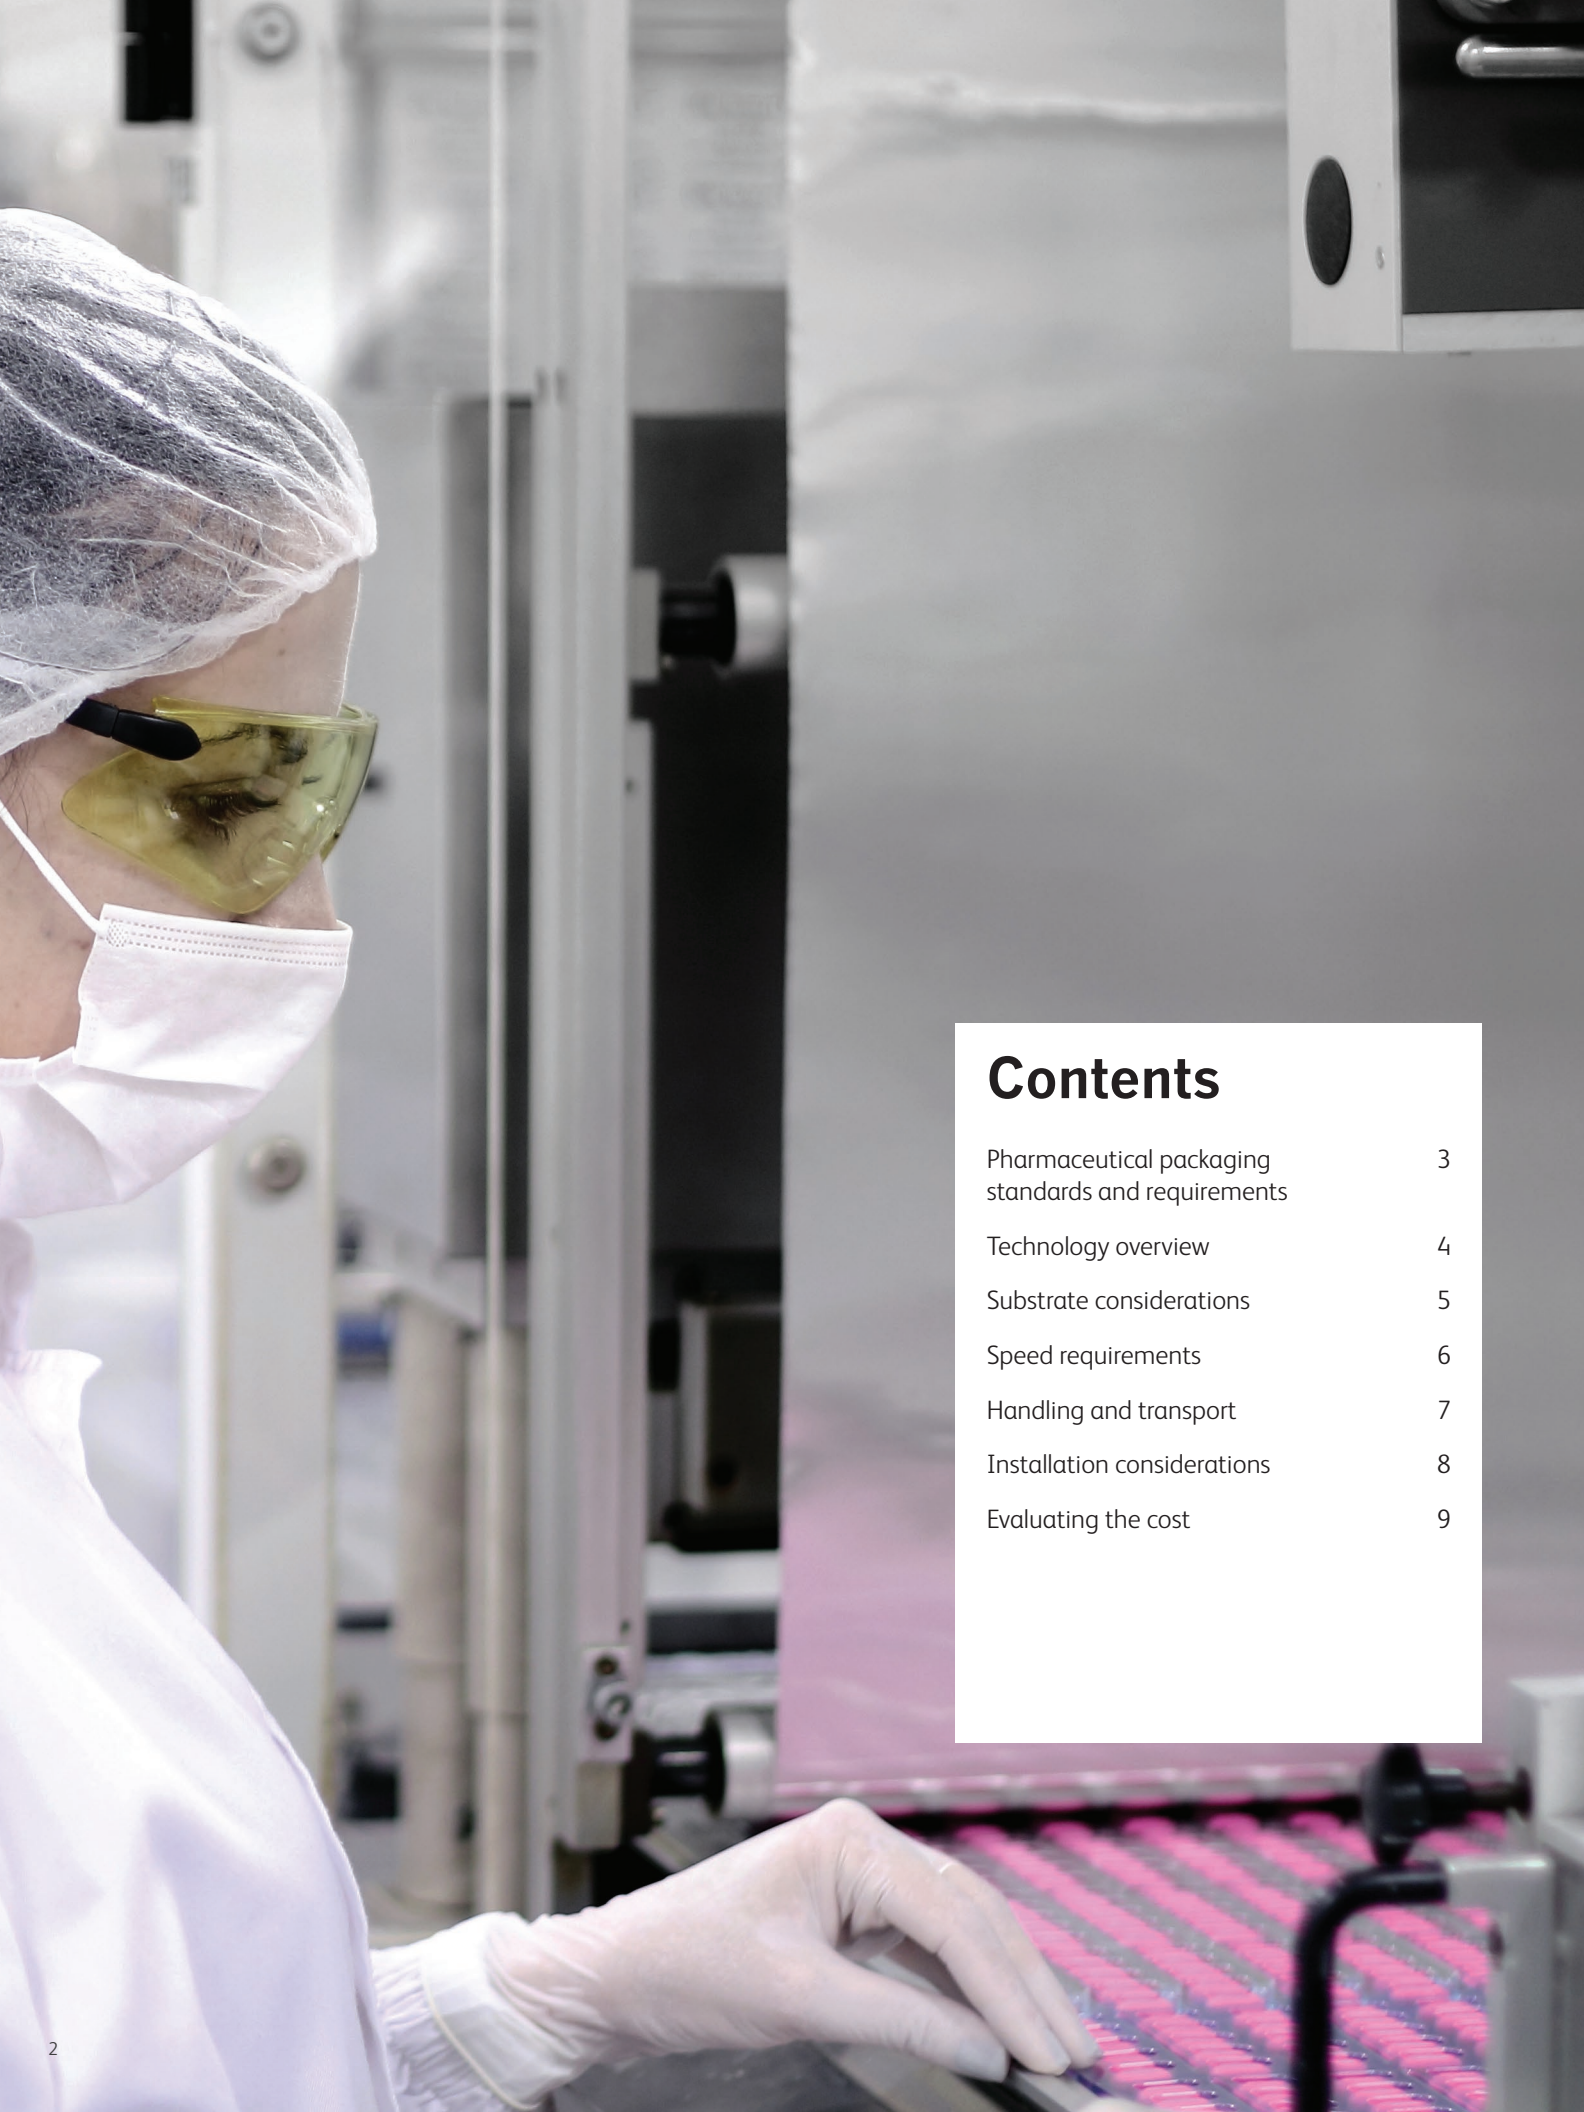 Contents
Pharmaceutical packaging 3
standards and requirements
Technology overview 4
Substrate considerations 5
Speed requirements 6
Handling and transport 7
Installation considerations 8
Evaluating the cost 9
2